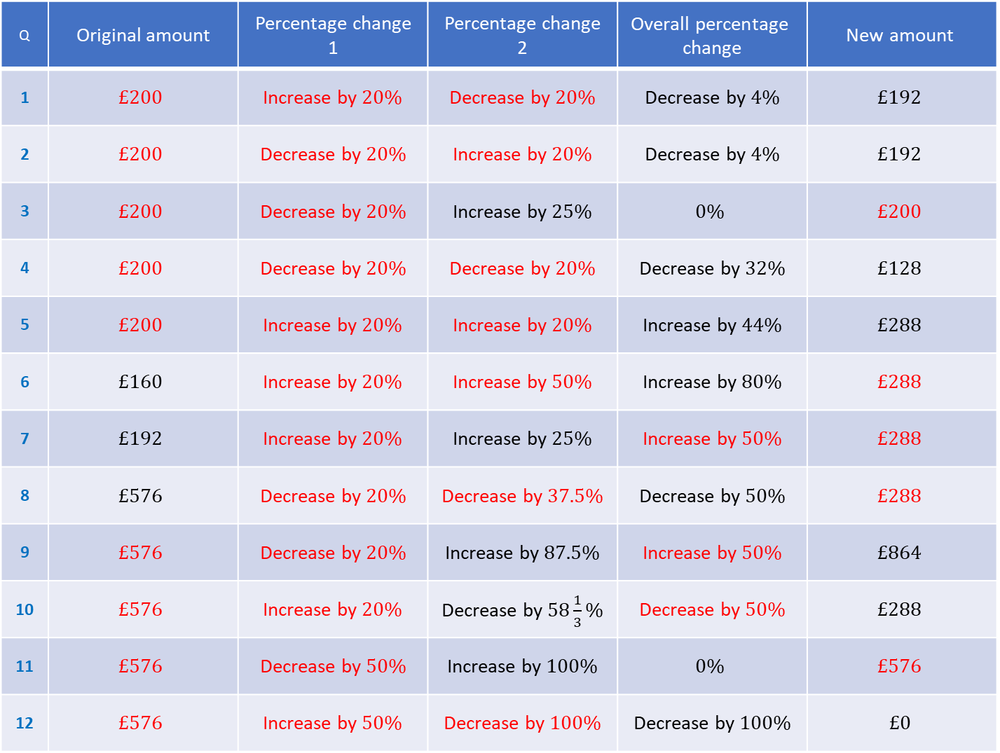 Q Original amount Percentage change 1 Percentage change 2 Overall percentage change New amount
1 £200 Increase by 20% Decrease by 20% Decrease by 4% £192
2 £200 Decrease by 20% Increase by 20% Decrease by 4% £192
3 £200 Decrease by 20% Increase by 25% 0% £200
4 £200 Decrease by 20% Decrease by 20% Decrease by 32% £128
5 £200 Increase by 20% Increase by 20% Increase by 44% £288
6 £160 Increase by 20% Increase by 50% Increase by 80% £288
7 £192 Increase by 20% Increase by 25% Increase by 50% £288
8 £576 Decrease by 20% Decrease by 37.5% Decrease by 50% £288
9 £576 Decrease by 20% Increase by 87.5% Increase by 50% £864
10 £576 Increase by 20% Decrease by 58 1/3 % Decrease by 50% £288
11 £576 Decrease by 50% Increase by 100% 0% £576
12 £576 Increase by 50% Decrease by 100% Decrease by 100% £0